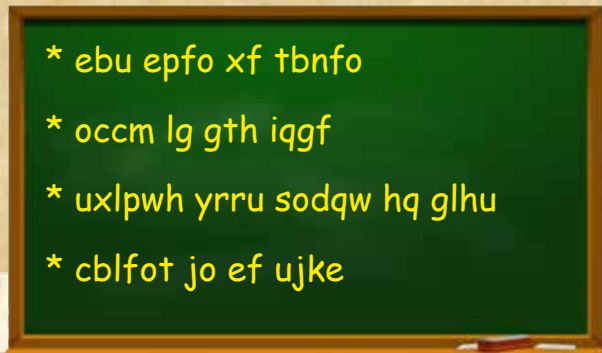 * ebu epfo xf tbnfo
* occm lg gth iqgf
* uxlpwh yrru sodqw hq glhu
* cblfot jo ef ujke